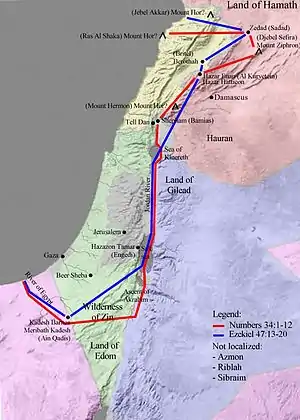 Land of Hamath
(Jebel Akkar) Mount Hor?
Zedad (Sadad)
(Ras Al Shaka) Mount Hor?
(Djebel Sefira)
Mount Ziphron
(Breitel)
Berothah
Hazar Enan (Al Karyatein)
Hazar Hatticon
(Mount Hermon) Mount Hor?
Damascus
Tell Dan
Shepham (Banias)
Hauran
Sea of
Kinereth
Land of
Gilead
Jordan River
Jerusalem
Hazazon Tamar
(Engedi)
Gaza
Beer Sheba
River of Egypt
Ascent of
Akrabim
Wilderness
of Zin
Kadesh Barnea
Meribath Kadesh
(Ain Qadis)
Land of
Edom
Legend:
Numbers 34:1-12
Ezekiel 47:13-20
Not localized:
- Azmon
- Riblah
- Sibraim